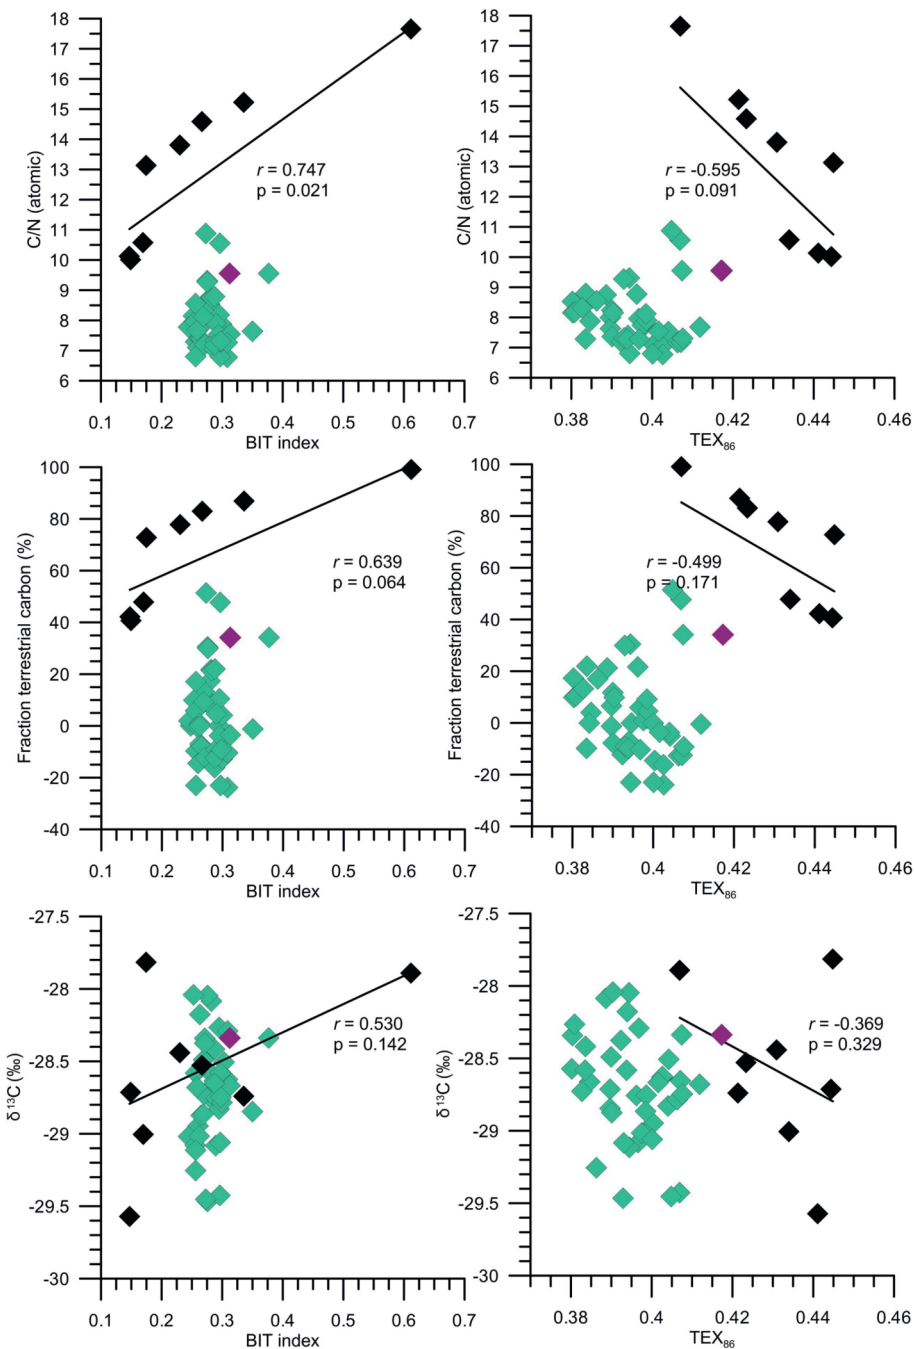 18
17
16
15
14
13
12
11
10
9
8
7
6
C/N (atomic)
r = 0.747
p = 0.021
0.1 0.2 0.3 0.4 0.5 0.6 0.7
BIT index
18
17
16
15
14
13
12
11
10
9
8
7
6
C/N (atomic)
r = -0.595
p = 0.091
0.38 0.4 0.42 0.44 0.46
TEX86
100
80
60
40
20
0
-20
-40
Fraction terrestrial carbon (%)
r = 0.639
p = 0.064
0.1 0.2 0.3 0.4 0.5 0.6 0.7
BIT index
100
80
60
40
20
0
-20
-40
Fraction terrestrial carbon (%)
r = -0.499
p = 0.171
0.38 0.4 0.42 0.44 0.46
TEX86
-27.5
-28
-28.5
-29
-29.5
-30
δ13C (‰)
r = 0.530
p = 0.142
0.1 0.2 0.3 0.4 0.5 0.6 0.7
BIT index
-27.5
-28
-28.5
-29
-29.5
-30
δ13C (‰)
r = -0.369
p = 0.329
0.38 0.4 0.42 0.44 0.46
TEX86